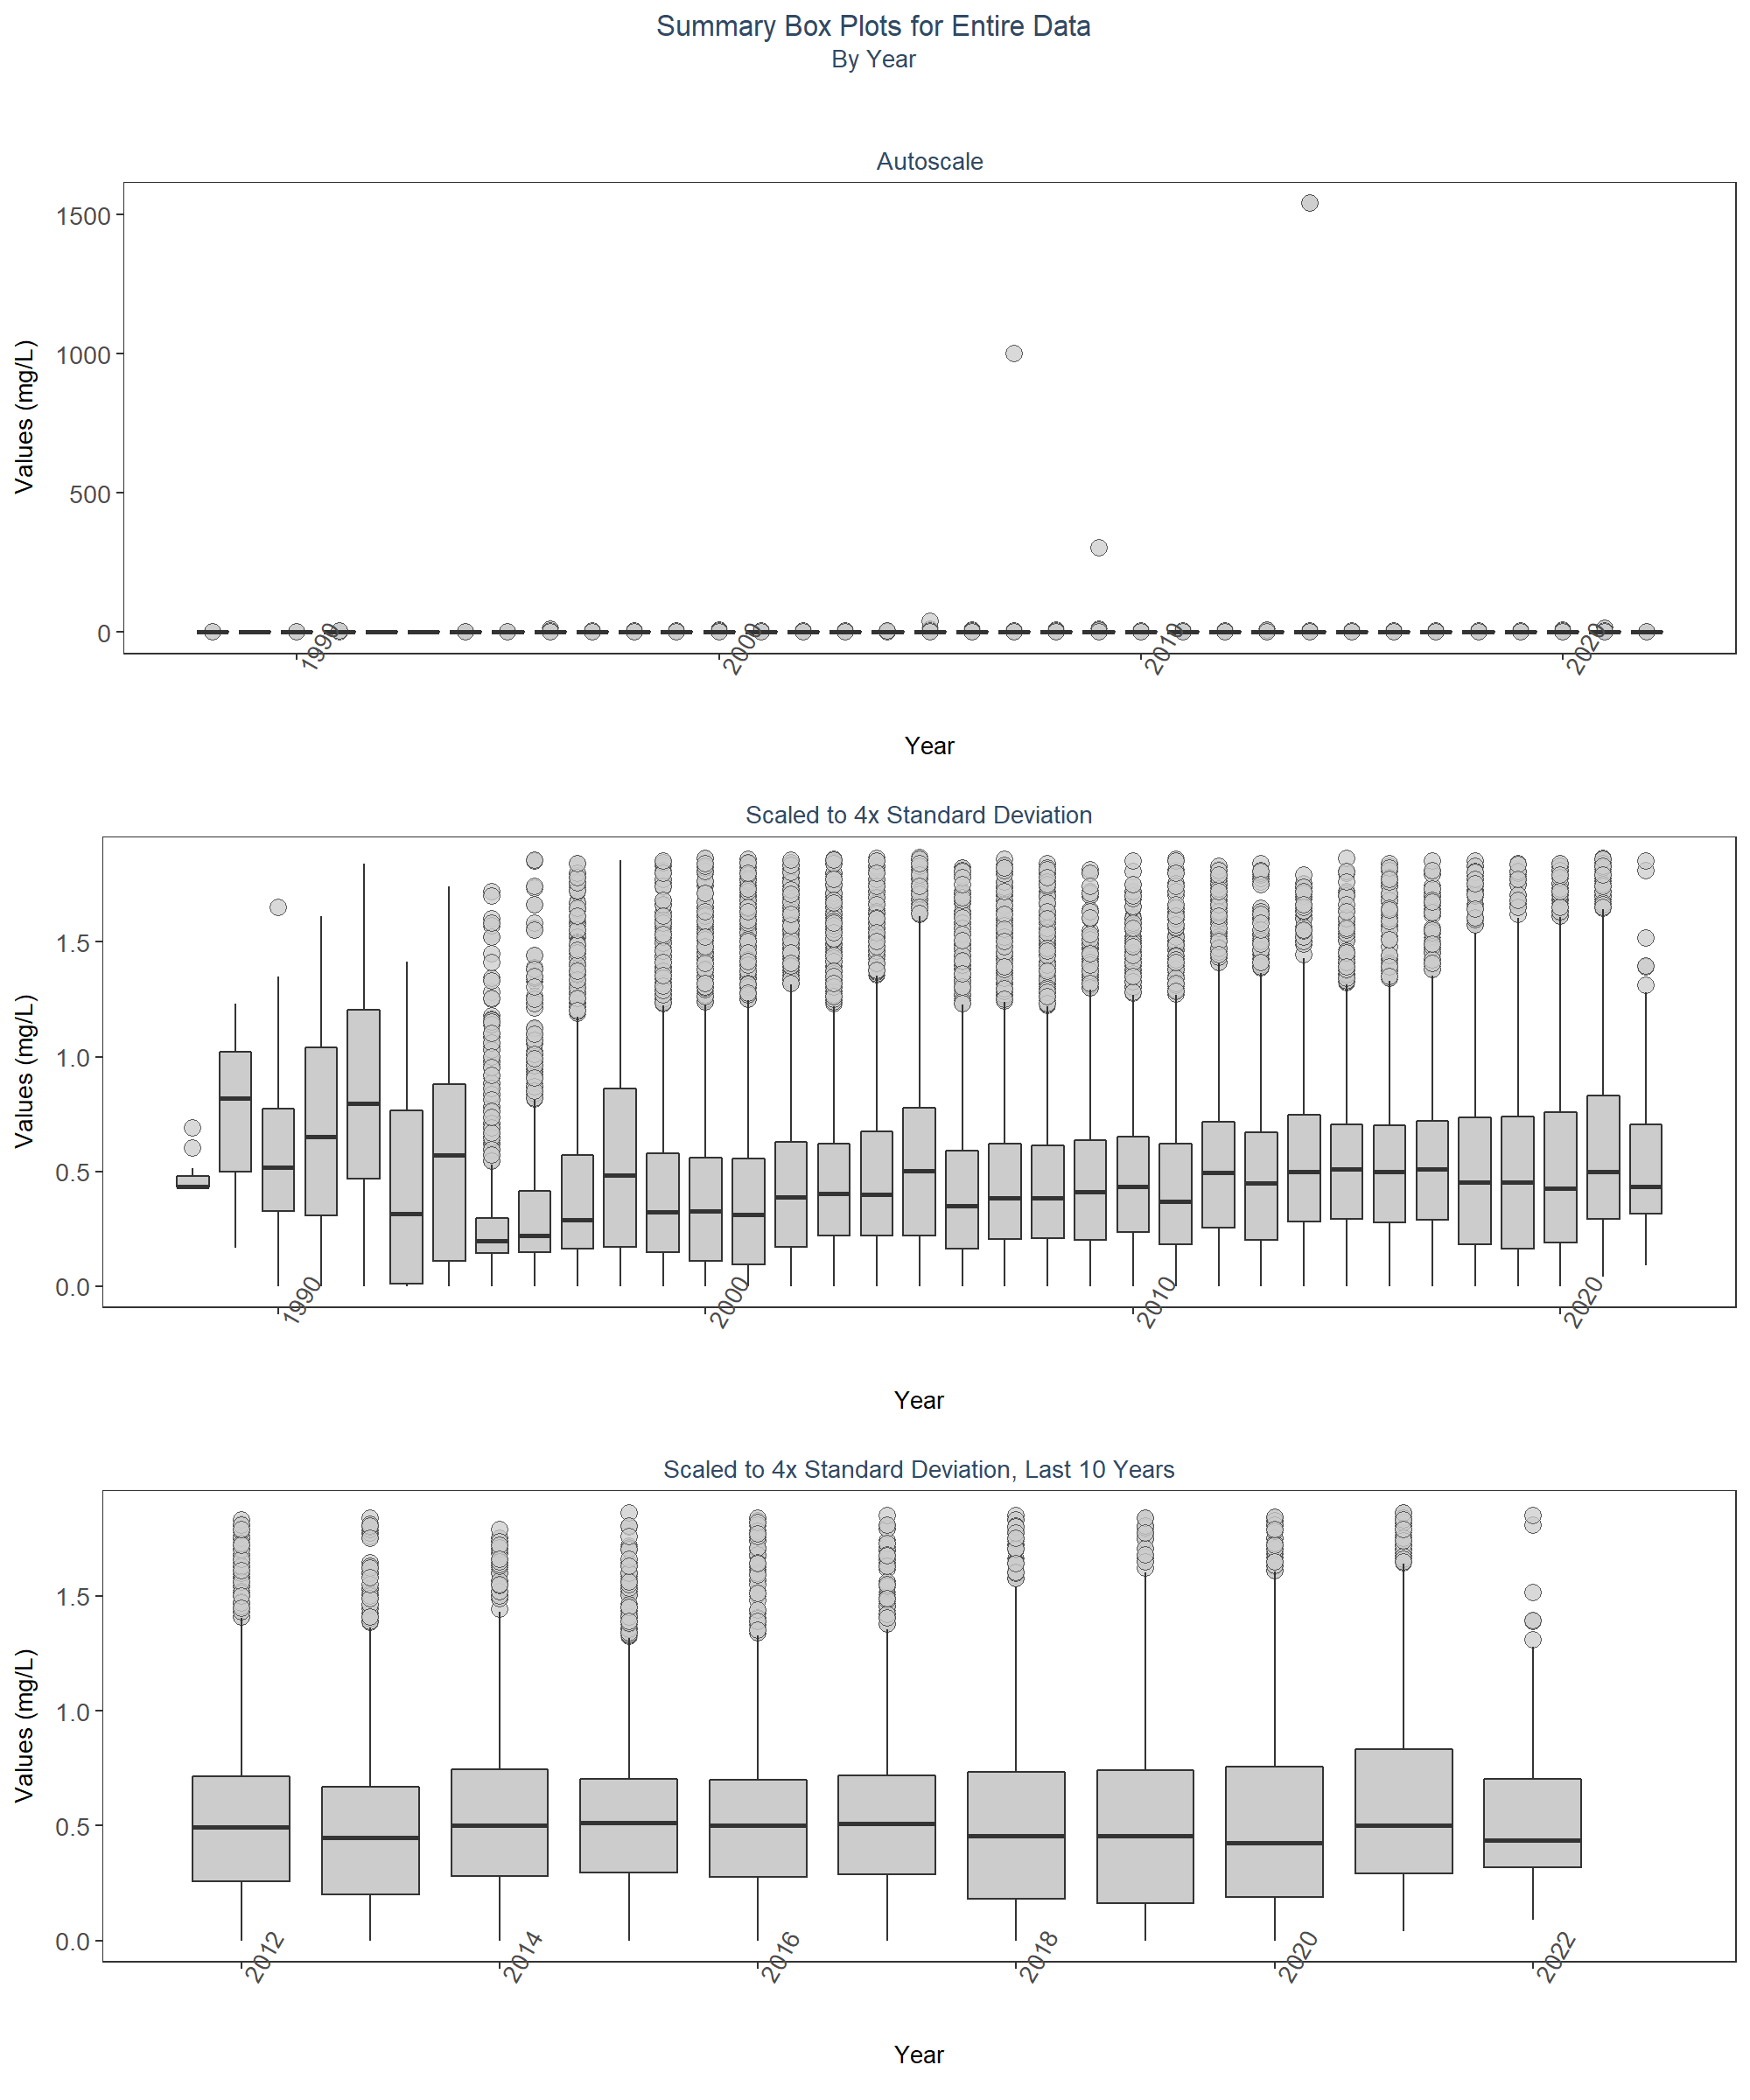 Summary Box Plots for Entire Data
By Year
Autoscale
1500
1000
500
0
Values (mg/L)
1990
2000
2010
2020
Year
Scaled to 4x Standard Deviation
1.5
1.0
0.5
0.0
Values (mg/L)
1990
2000
2010
2020
Year
Scaled to 4x Standard Deviation, Last 10 Years
1.5
1.0
0.5
0.0
Values (mg/L)
2012
2014
2016
2018
2020
2022
Year